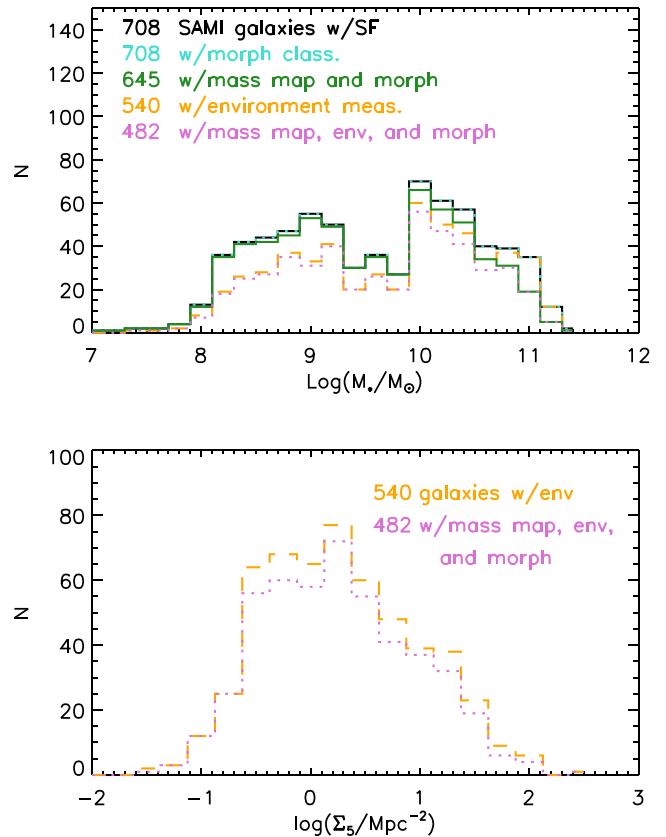 150
708 SAMI galaxies w/SF
708 w/morph class.
645 w/mass map and morph
540 w/environment meas.
482 w/mass map, env, and morph
100
80
60
40
20
0
N
7 8 9 10 11 12
Log(M*/M☉)
100
80
60
40
20
0
N
540 galaxies w/env
482 w/mass map, env,
and morph
−2 −1 0 1 2 3
log(Σ5/Mpc−2)